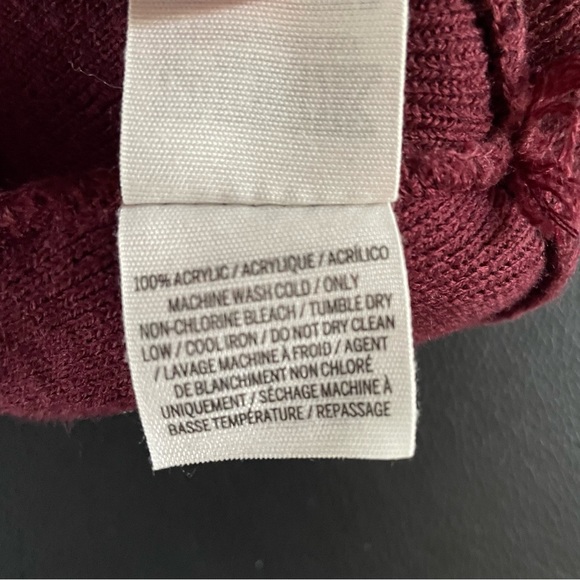 100% ACRYLIC / ACRYLIQUE / ACRÍLICO
MACHINE WASH COLD / ONLY
NON-CHLORINE BLEACH / TUMBLE DRY
LOW / COOL IRON / DO NOT DRY CLEAN
/ LAVAGE MACHINE À FROID / AGENT
DE BLANCHIMENT NON CHLORÉ
UNIQUEMENT / SÉCHAGE MACHINE À
BASSE TEMPÉRATURE / REPASSAGE